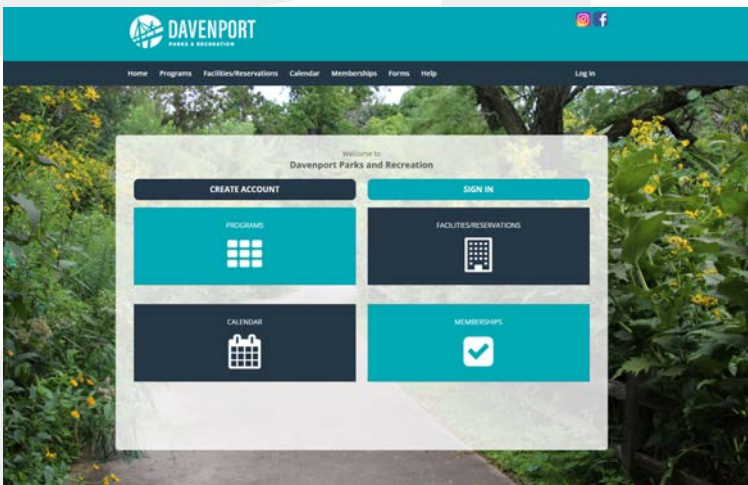 DAVENPORT
PARKS & RECREATION
Home Programs Facilities/Reservations Calendar Memberships Forms Help Log In
Welcome to
Davenport Parks and Recreation
CREATE ACCOUNT SIGN IN
PROGRAMS FACILITIES/RESERVATIONS
CALENDAR MEMBERSHIPS